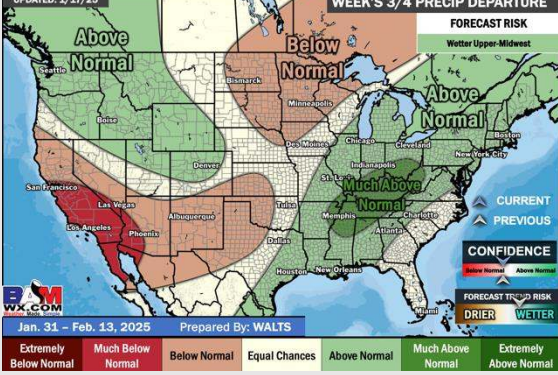 UPDATED: 1/17/25
WEEK'S 3/4 PRECIP DEPARTURE
FORECAST RISK
Wetter Upper-Midwest
Above
Normal
Below
Normal
Above
Normal
Much Above
Normal
Seattle
Boise
Bismarck
Minneapolis
Des Moines
Chicago
Cleveland
Boston
New York City
Indianapolis
St. Louis
Denver
San Francisco
Las Vegas
Los Angeles
Phoenix
Albuquerque
Tulsa
Memphis
Charlotte
Atlanta
Dallas
Houston
New Orleans
Miami
CURRENT
PREVIOUS
CONFIDENCE
Below Normal
Above Normal
FORECAST TREND RISK
DRIER
WETTER
BAM
WX.COM
Weather Made Simple
Jan. 31 – Feb. 13, 2025
Prepared By: WALTS
Extremely
Below Normal
Much Below
Normal
Below Normal
Equal Chances
Above Normal
Much Above
Normal
Extremely
Above Normal